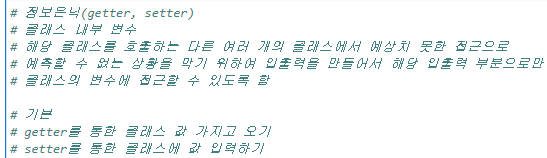 # 정보은닉(getter, setter)
# 클래스 내부 변수
# 해당 클래스를 호출하는 다른 여러 개의 클래스에서 예상치 못한 접근으로
# 예측할 수 없는 상황을 막기 위하여 입출력을 만들어서 해당 입출력 부분으로만
# 클래스의 변수에 접근할 수 있도록 함
# 기본
# getter를 통한 클래스 값 가지고 오기
# setter를 통한 클래스에 값 입력하기